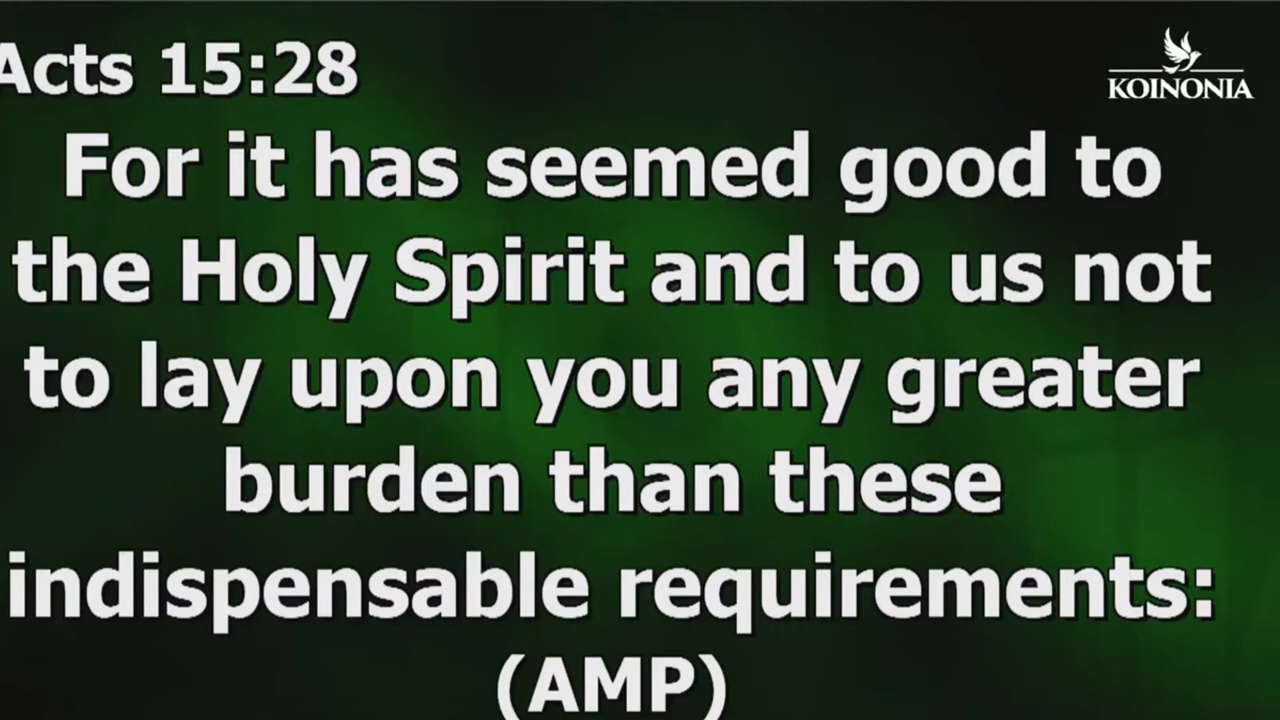 Acts 15:28
KOINONIA
For it has seemed good to
the Holy Spirit and to us not
to lay upon you any greater
burden than these
indispensable requirements:
(AMP)